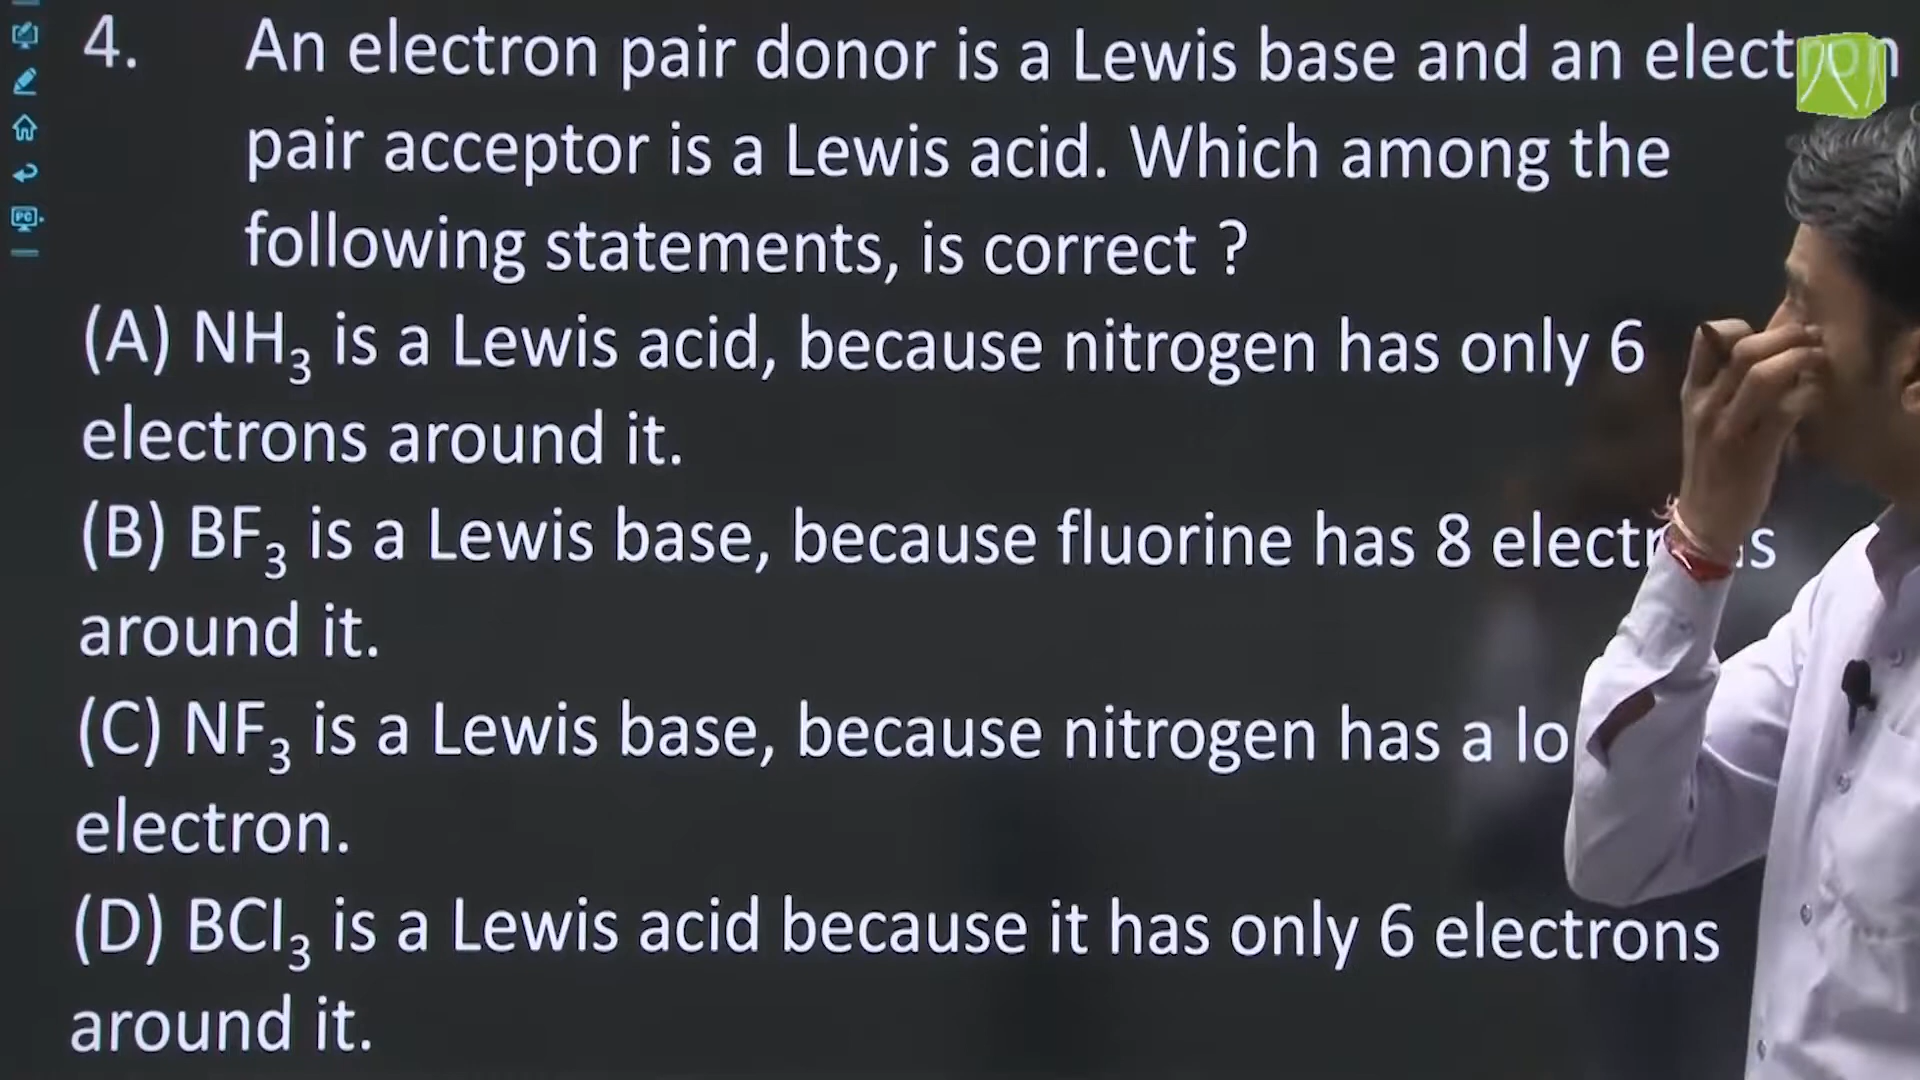 4. An electron pair donor is a Lewis base and an electron
pair acceptor is a Lewis acid. Which among the
following statements, is correct ?
(A) NH₃ is a Lewis acid, because nitrogen has only 6
electrons around it.
(B) BF₃ is a Lewis base, because fluorine has 8
around it.
(C) NF₃ is a Lewis base, because nitrogen has a
electron.
(D) BCl₃ is a Lewis acid because it has only 6 electrons
around it.
PC